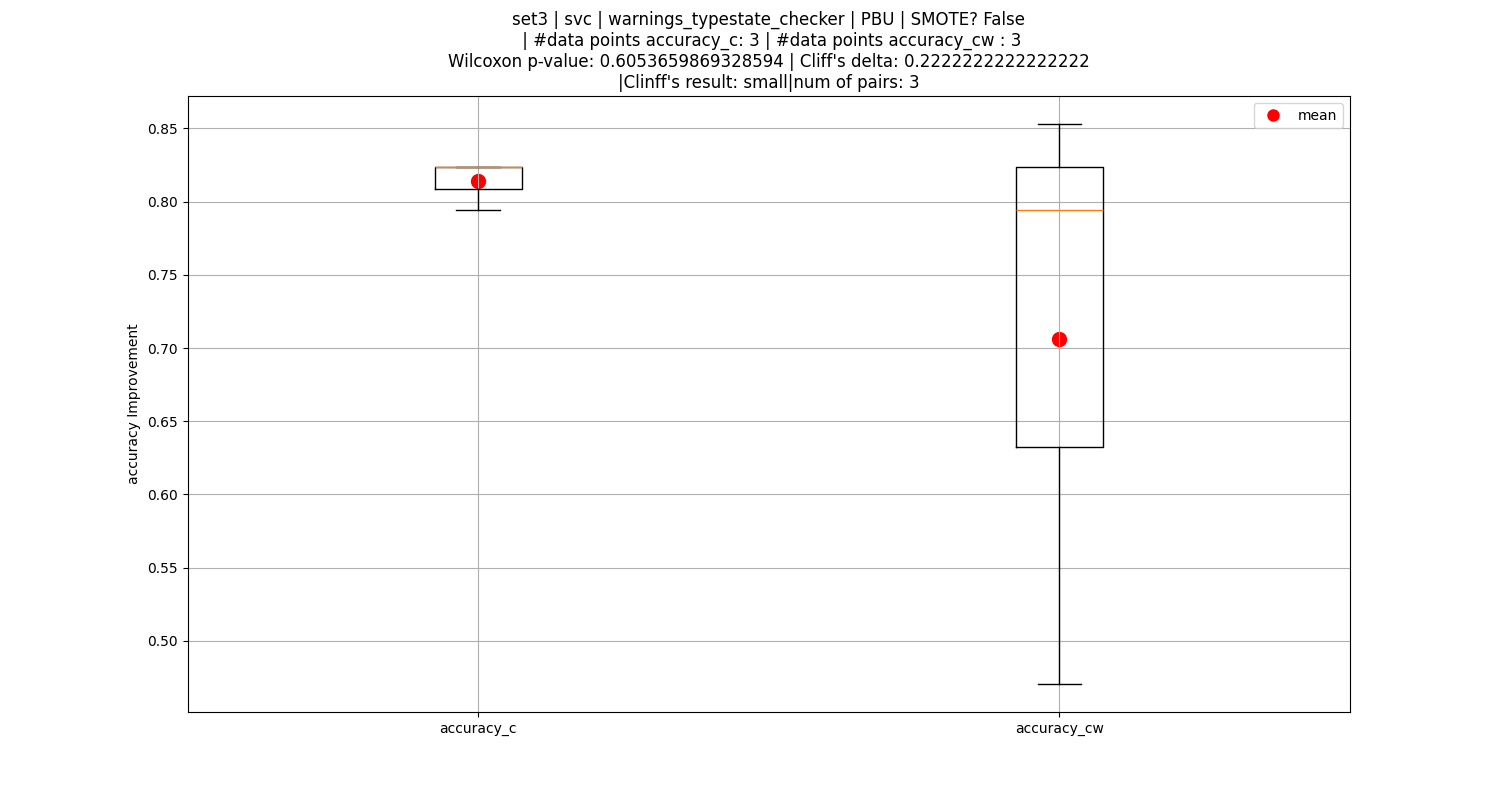 set3 | svc | warnings_typestate_checker | PBU | SMOTE? False
| #data points accuracy_c: 3 | #data points accuracy_cw : 3
Wilcoxon p-value: 0.6053659869328594 | Cliff's delta: 0.2222222222222222
|Clinff's result: small|num of pairs: 3
mean
0.85
0.80
0.75
0.70
0.65
0.60
0.55
0.50
accuracy Improvement
accuracy_c
accuracy_cw